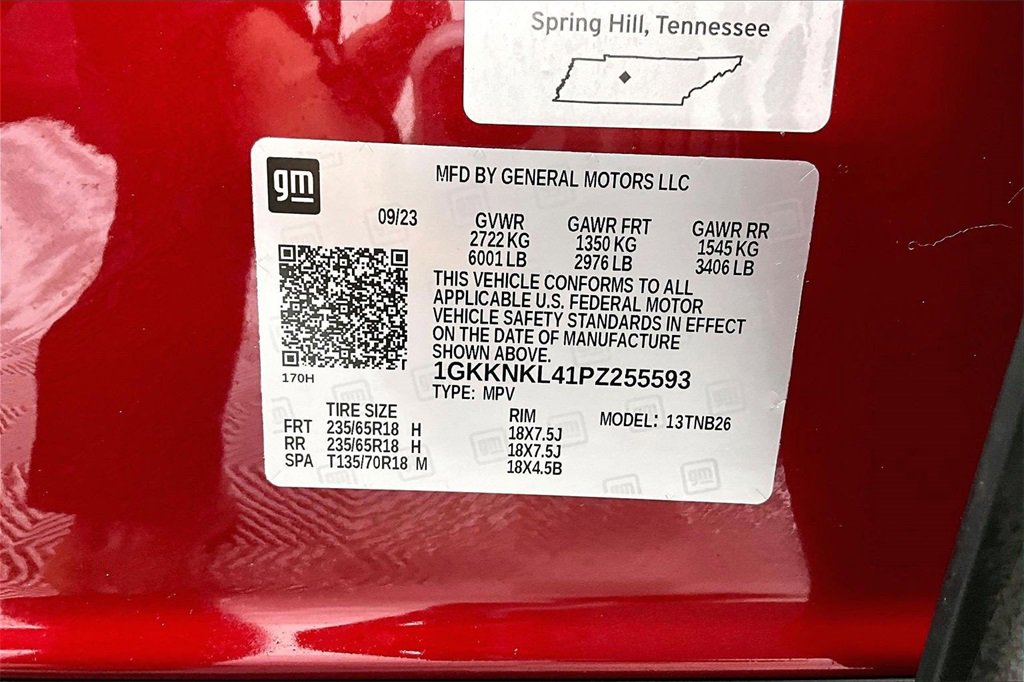 Spring Hill, Tennessee
gm
MFD BY GENERAL MOTORS LLC
09/23
GVWR GAWR FRT GAWR RR
2722 KG 1350 KG 1545 KG
6001 LB 2976 LB 3406 LB
THIS VEHICLE CONFORMS TO ALL
APPLICABLE U.S. FEDERAL MOTOR
VEHICLE SAFETY STANDARDS IN EFFECT
ON THE DATE OF MANUFACTURE
SHOWN ABOVE.
170H
1GKKNKL41PZ255593
TYPE: MPV
TIRE SIZE RIM MODEL: 13TNB26
FRT 235/65R18 H 18X7.5J
RR 235/65R18 H 18X7.5J
SPA T135/70R18 M 18X4.5B